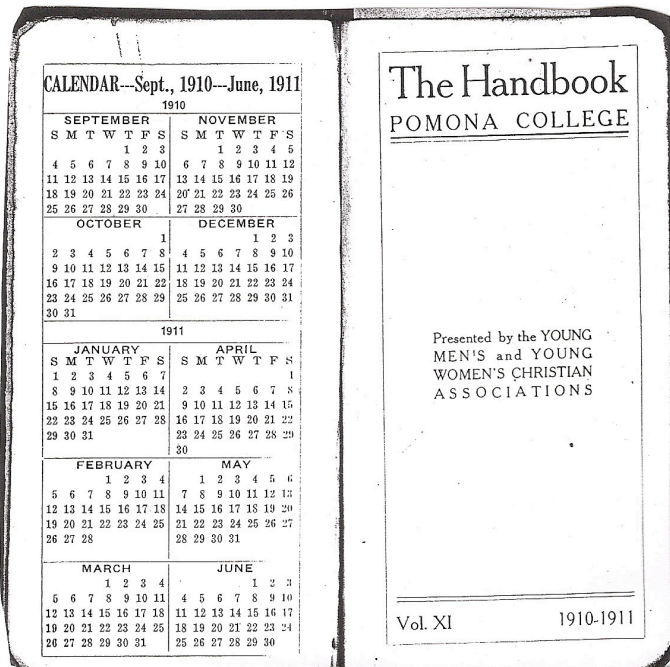 CALENDAR---Sept., 1910---June, 1911
1910
SEPTEMBER
S M T W T F S
1 2 3
4 5 6 7 8 9 10
11 12 13 14 15 16 17
18 19 20 21 22 23 24
25 26 27 28 29 30
NOVEMBER
S M T W T F S
1 2 3 4 5
6 7 8 9 10 11 12
13 14 15 16 17 18 19
20 21 22 23 24 25 26
27 28 29 30
OCTOBER
1
2 3 4 5 6 7 8
9 10 11 12 13 14 15
16 17 18 19 20 21 22
23 24 25 26 27 28 29
30 31
DECEMBER
1 2 3
4 5 6 7 8 9 10
11 12 13 14 15 16 17
18 19 20 21 22 23 24
25 26 27 28 29 30 31
1911
JANUARY
S M T W T F S
1 2 3 4 5 6 7
8 9 10 11 12 13 14
15 16 17 18 19 20 21
22 23 24 25 26 27 28
29 30 31
APRIL
S M T W T F S
1
2 3 4 5 6 7 8
9 10 11 12 13 14 15
16 17 18 19 20 21 22
23 24 25 26 27 28 29
30
FEBRUARY
1 2 3 4
5 6 7 8 9 10 11
12 13 14 15 16 17 18
19 20 21 22 23 24 25
26 27 28
MAY
1 2 3 4 5 6
7 8 9 10 11 12 13
14 15 16 17 18 19 20
21 22 23 24 25 26 27
28 29 30 31
MARCH
1 2 3 4
5 6 7 8 9 10 11
12 13 14 15 16 17 18
19 20 21 22 23 24 25
26 27 28 29 30 31
JUNE
1 2 3
4 5 6 7 8 9 10
11 12 13 14 15 16 17
18 19 20 21 22 23 24
25 26 27 28 29 30
The Handbook
POMONA COLLEGE
Presented by the YOUNG
MEN'S and YOUNG
WOMEN'S CHRISTIAN
ASSOCIATIONS
Vol. XI
1910-1911